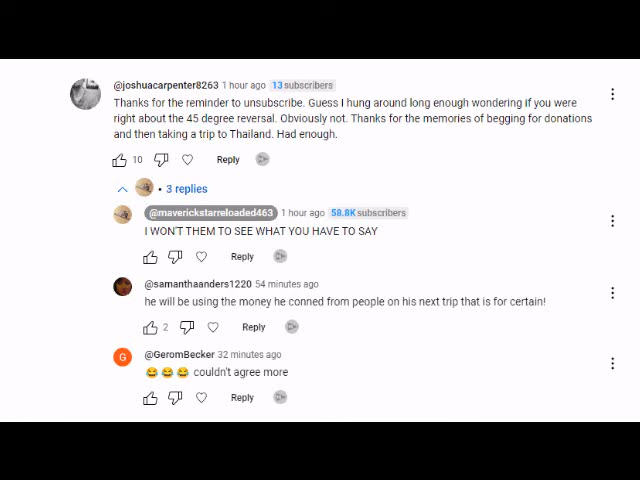 @joshuacarpenter8263 1 hour ago 13 subscribers
Thanks for the reminder to unsubscribe. Guess I hung around long enough wondering if you were
right about the 45 degree reversal. Obviously not. Thanks for the memories of begging for donations
and then taking a trip to Thailand. Had enough.
10 Reply
• 3 replies
@maverickstarreloaded463 1 hour ago 58.8K subscribers
I WON'T THEM TO SEE WHAT YOU HAVE TO SAY
Reply
@samanthaanders1220 54 minutes ago
he will be using the money he conned from people on his next trip that is for certain!
2 Reply
G
@GeromBecker 32 minutes ago
😂😂😂 couldn't agree more
Reply